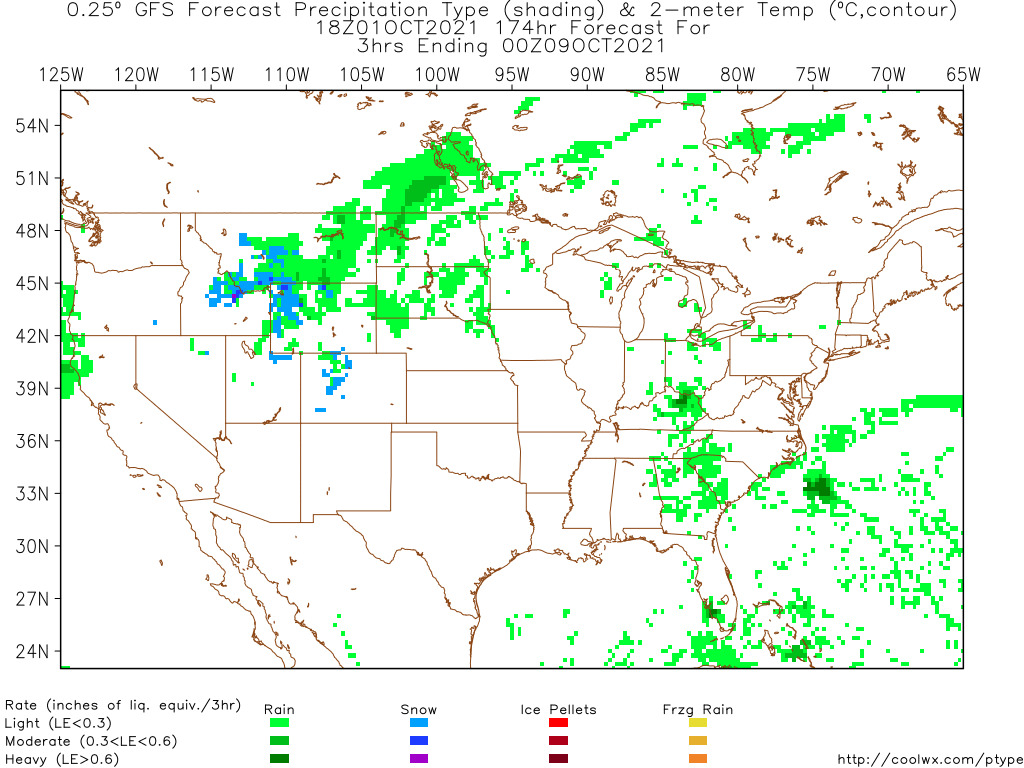 0.25º GFS Forecast Precipitation Type (shading) & 2-meter Temp (ºC,contour)
18Z01OCT2021 174hr Forecast For
3hrs Ending 00Z09OCT2021
125W 120W 115W 110W 105W 100W 95W 90W 85W 80W 75W 70W 65W
54N
51N
48N
45N
42N
39N
36N
33N
30N
27N
24N
Rate (inches of liq. equiv./3hr) Rain Snow Ice Pellets Frzg Rain
Light (LE<0.3)
Moderate (0.3<LE<0.6)
Heavy (LE>0.6) http://coolwx.com/ptype